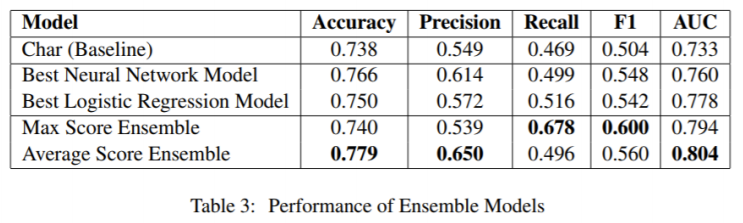 Model Accuracy Precision Recall F1 AUC
Char (Baseline) 0.738 0.549 0.469 0.504 0.733
Best Neural Network Model 0.766 0.614 0.499 0.548 0.760
Best Logistic Regression Model 0.750 0.572 0.516 0.542 0.778
Max Score Ensemble 0.740 0.539 0.678 0.600 0.794
Average Score Ensemble 0.779 0.650 0.496 0.560 0.804
Table 3: Performance of Ensemble Models